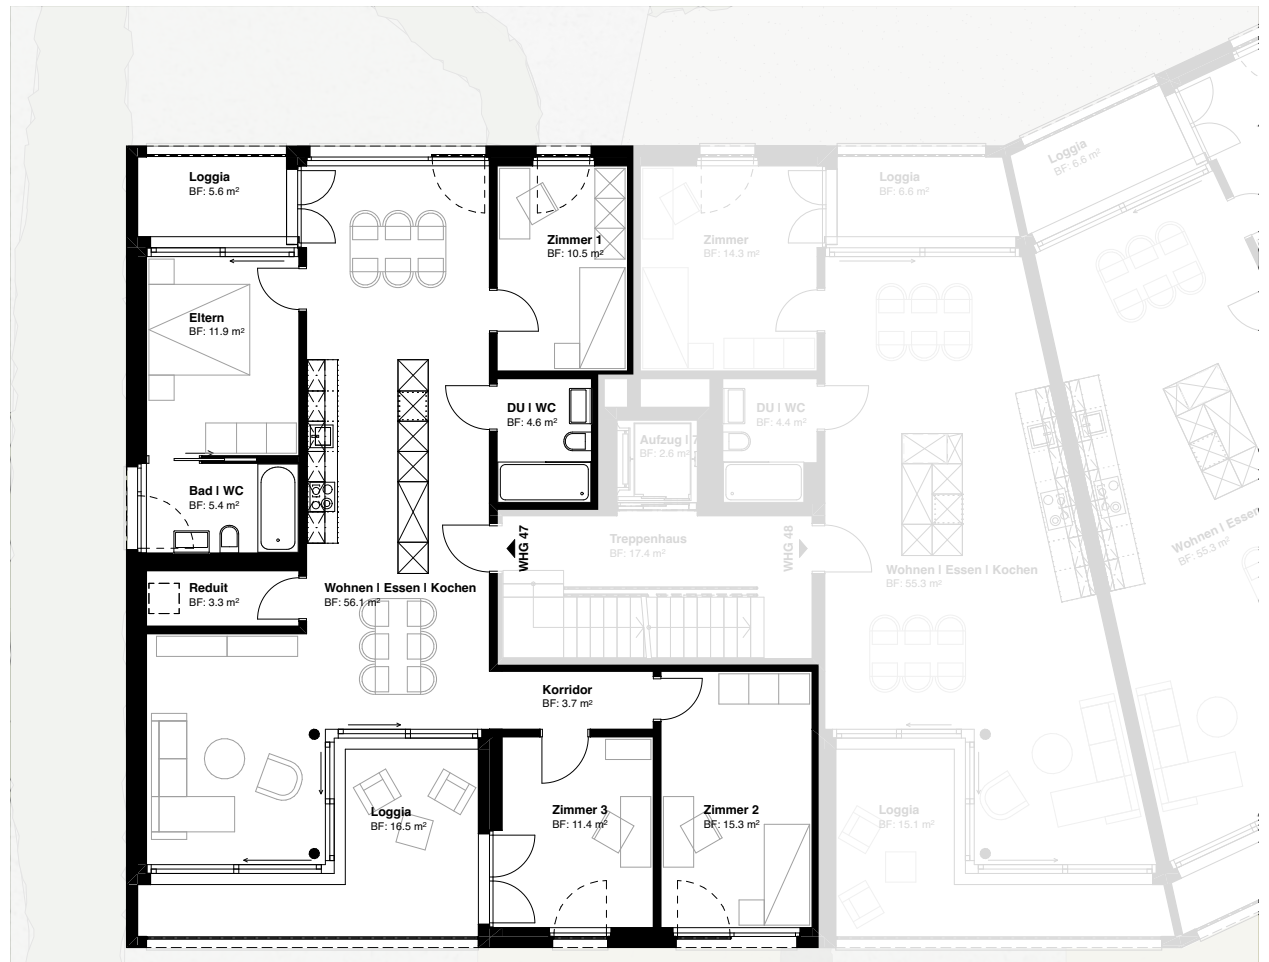 Loggia
BF: 5.6 m²
Zimmer 1
BF: 10.5 m²
Zimmer
BF: 14.3 m²
Loggia
BF: 6.6 m²
Loggia
BF: 6.6 m²
Eltern
BF: 11.9 m²
DU I WC
BF: 4.6 m²
DU I WC
BF: 4.4 m²
Aufzug I 7
BF: 2.6 m²
Bad I WC
BF: 5.4 m²
WHG 47
Treppenhaus
BF: 17.4 m²
WHG 48
Wohnen I Essen
BF: 55.3 m²
Reduit
BF: 3.3 m²
Wohnen I Essen I Kochen
BF: 56.1 m²
Wohnen I Essen I Kochen
BF: 55.3 m²
Korridor
BF: 3.7 m²
Loggia
BF: 16.5 m²
Zimmer 3
BF: 11.4 m²
Zimmer 2
BF: 15.3 m²
Loggia
BF: 15.1 m²